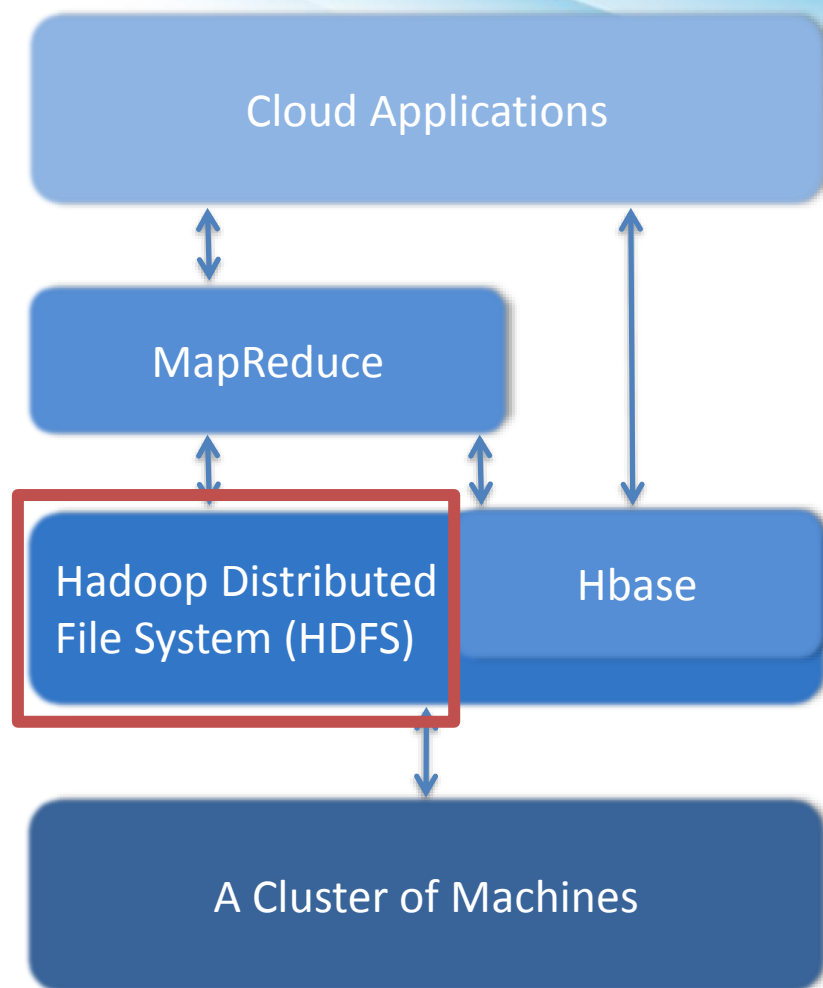 Cloud Applications
MapReduce
Hadoop Distributed
File System (HDFS)
Hbase
A Cluster of Machines